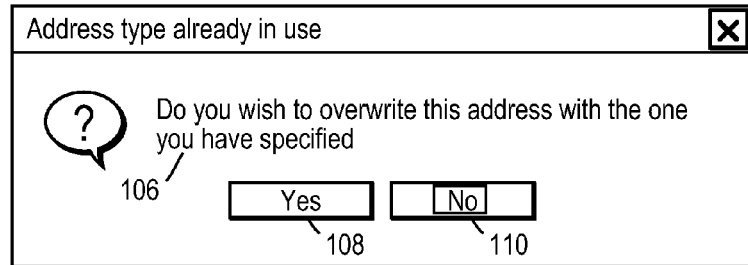 Address type already in use
?
Do you wish to overwrite this address with the one
you have specified
106
Yes
No
108
110